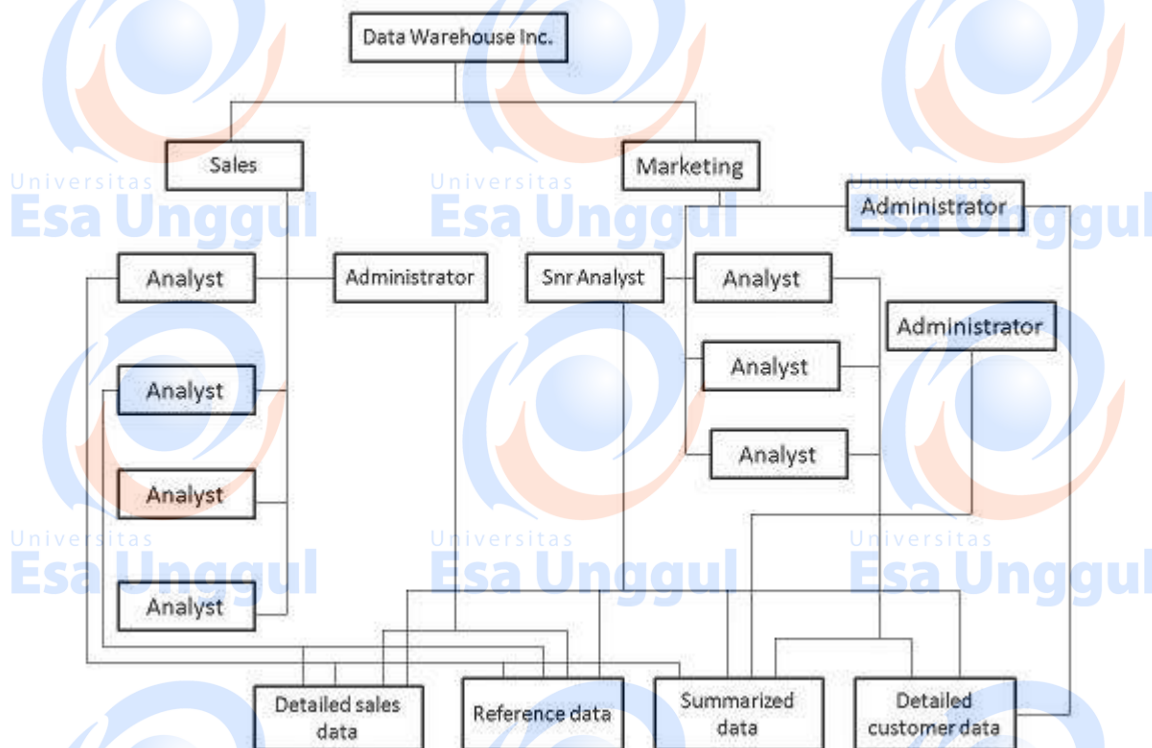 Data Warehouse Inc.
Sales
Marketing
Universitas
Esa Unggul
Universitas
Esa Unggul
Universitas
Esa Unggul
Administrator
Analyst
Administrator
Snr Analyst
Analyst
Administrator
Analyst
Analyst
Analyst
Analyst
Universitas
Esa Unggul
Universitas
Esa Unggul
Universitas
Esa Unggul
Analyst
Detailed sales
data
Reference data
Summarized
data
Detailed
customer data